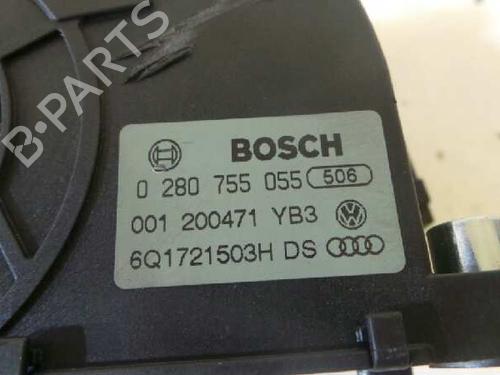 B-PARTS
BOSCH
0 280 755 055 506
001 200471 YB3
6Q1721503H DS